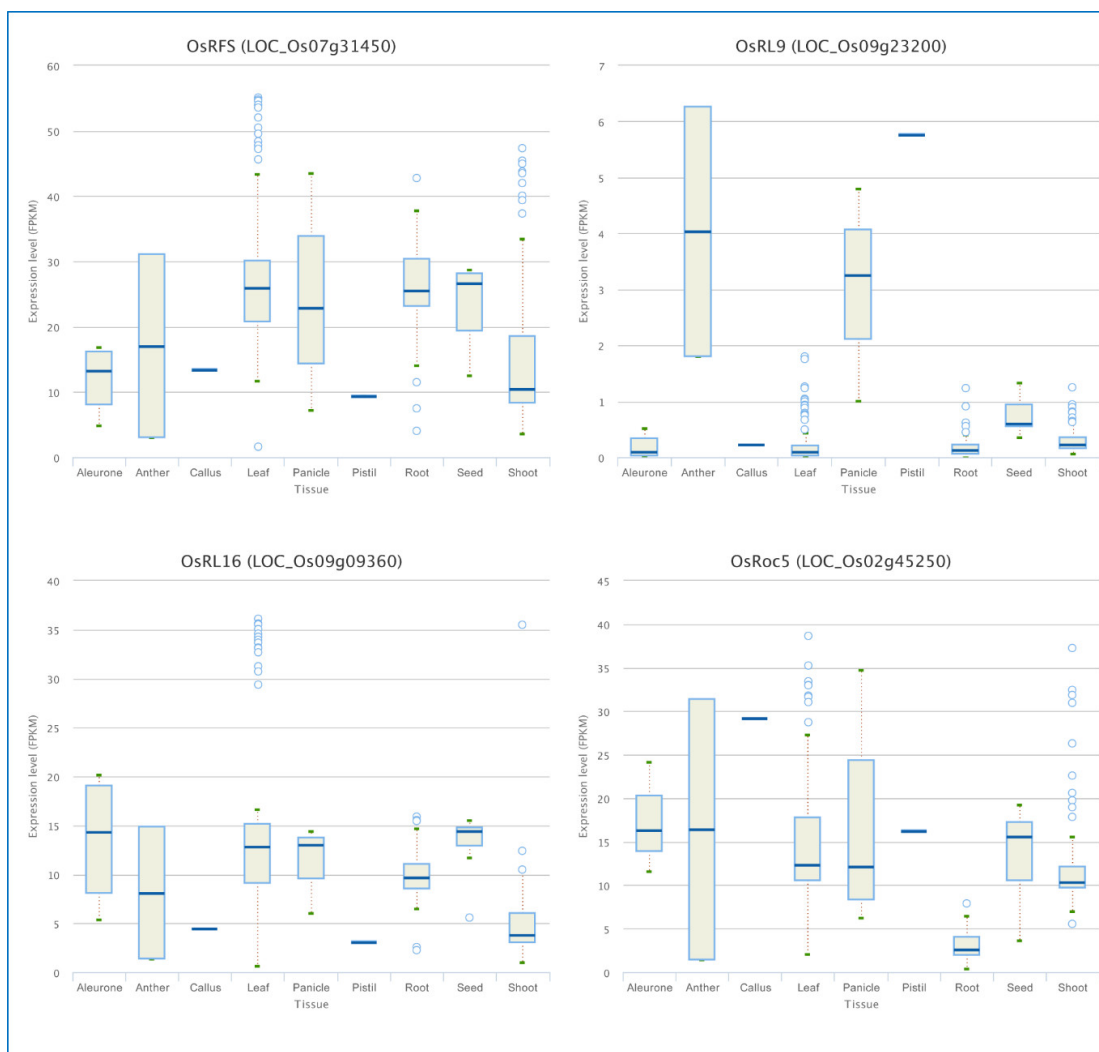 OsRFS (LOC_Os07g31450)
60
50
40
30
20
10
0
Expression level (FPKM)
Aleurone Anther Callus Leaf Panicle Pistil Root Seed Shoot
Tissue
OsRL9 (LOC_Os09g23200)
7
6
5
4
3
2
1
0
Expression level (FPKM)
Aleurone Anther Callus Leaf Panicle Pistil Root Seed Shoot
Tissue
OsRL16 (LOC_Os09g09360)
40
35
30
25
20
15
10
5
0
Expression level (FPKM)
Aleurone Anther Callus Leaf Panicle Pistil Root Seed Shoot
Tissue
OsRoc5 (LOC_Os02g45250)
45
40
35
30
25
20
15
10
5
0
Expression level (FPKM)
Aleurone Anther Callus Leaf Panicle Pistil Root Seed Shoot
Tissue